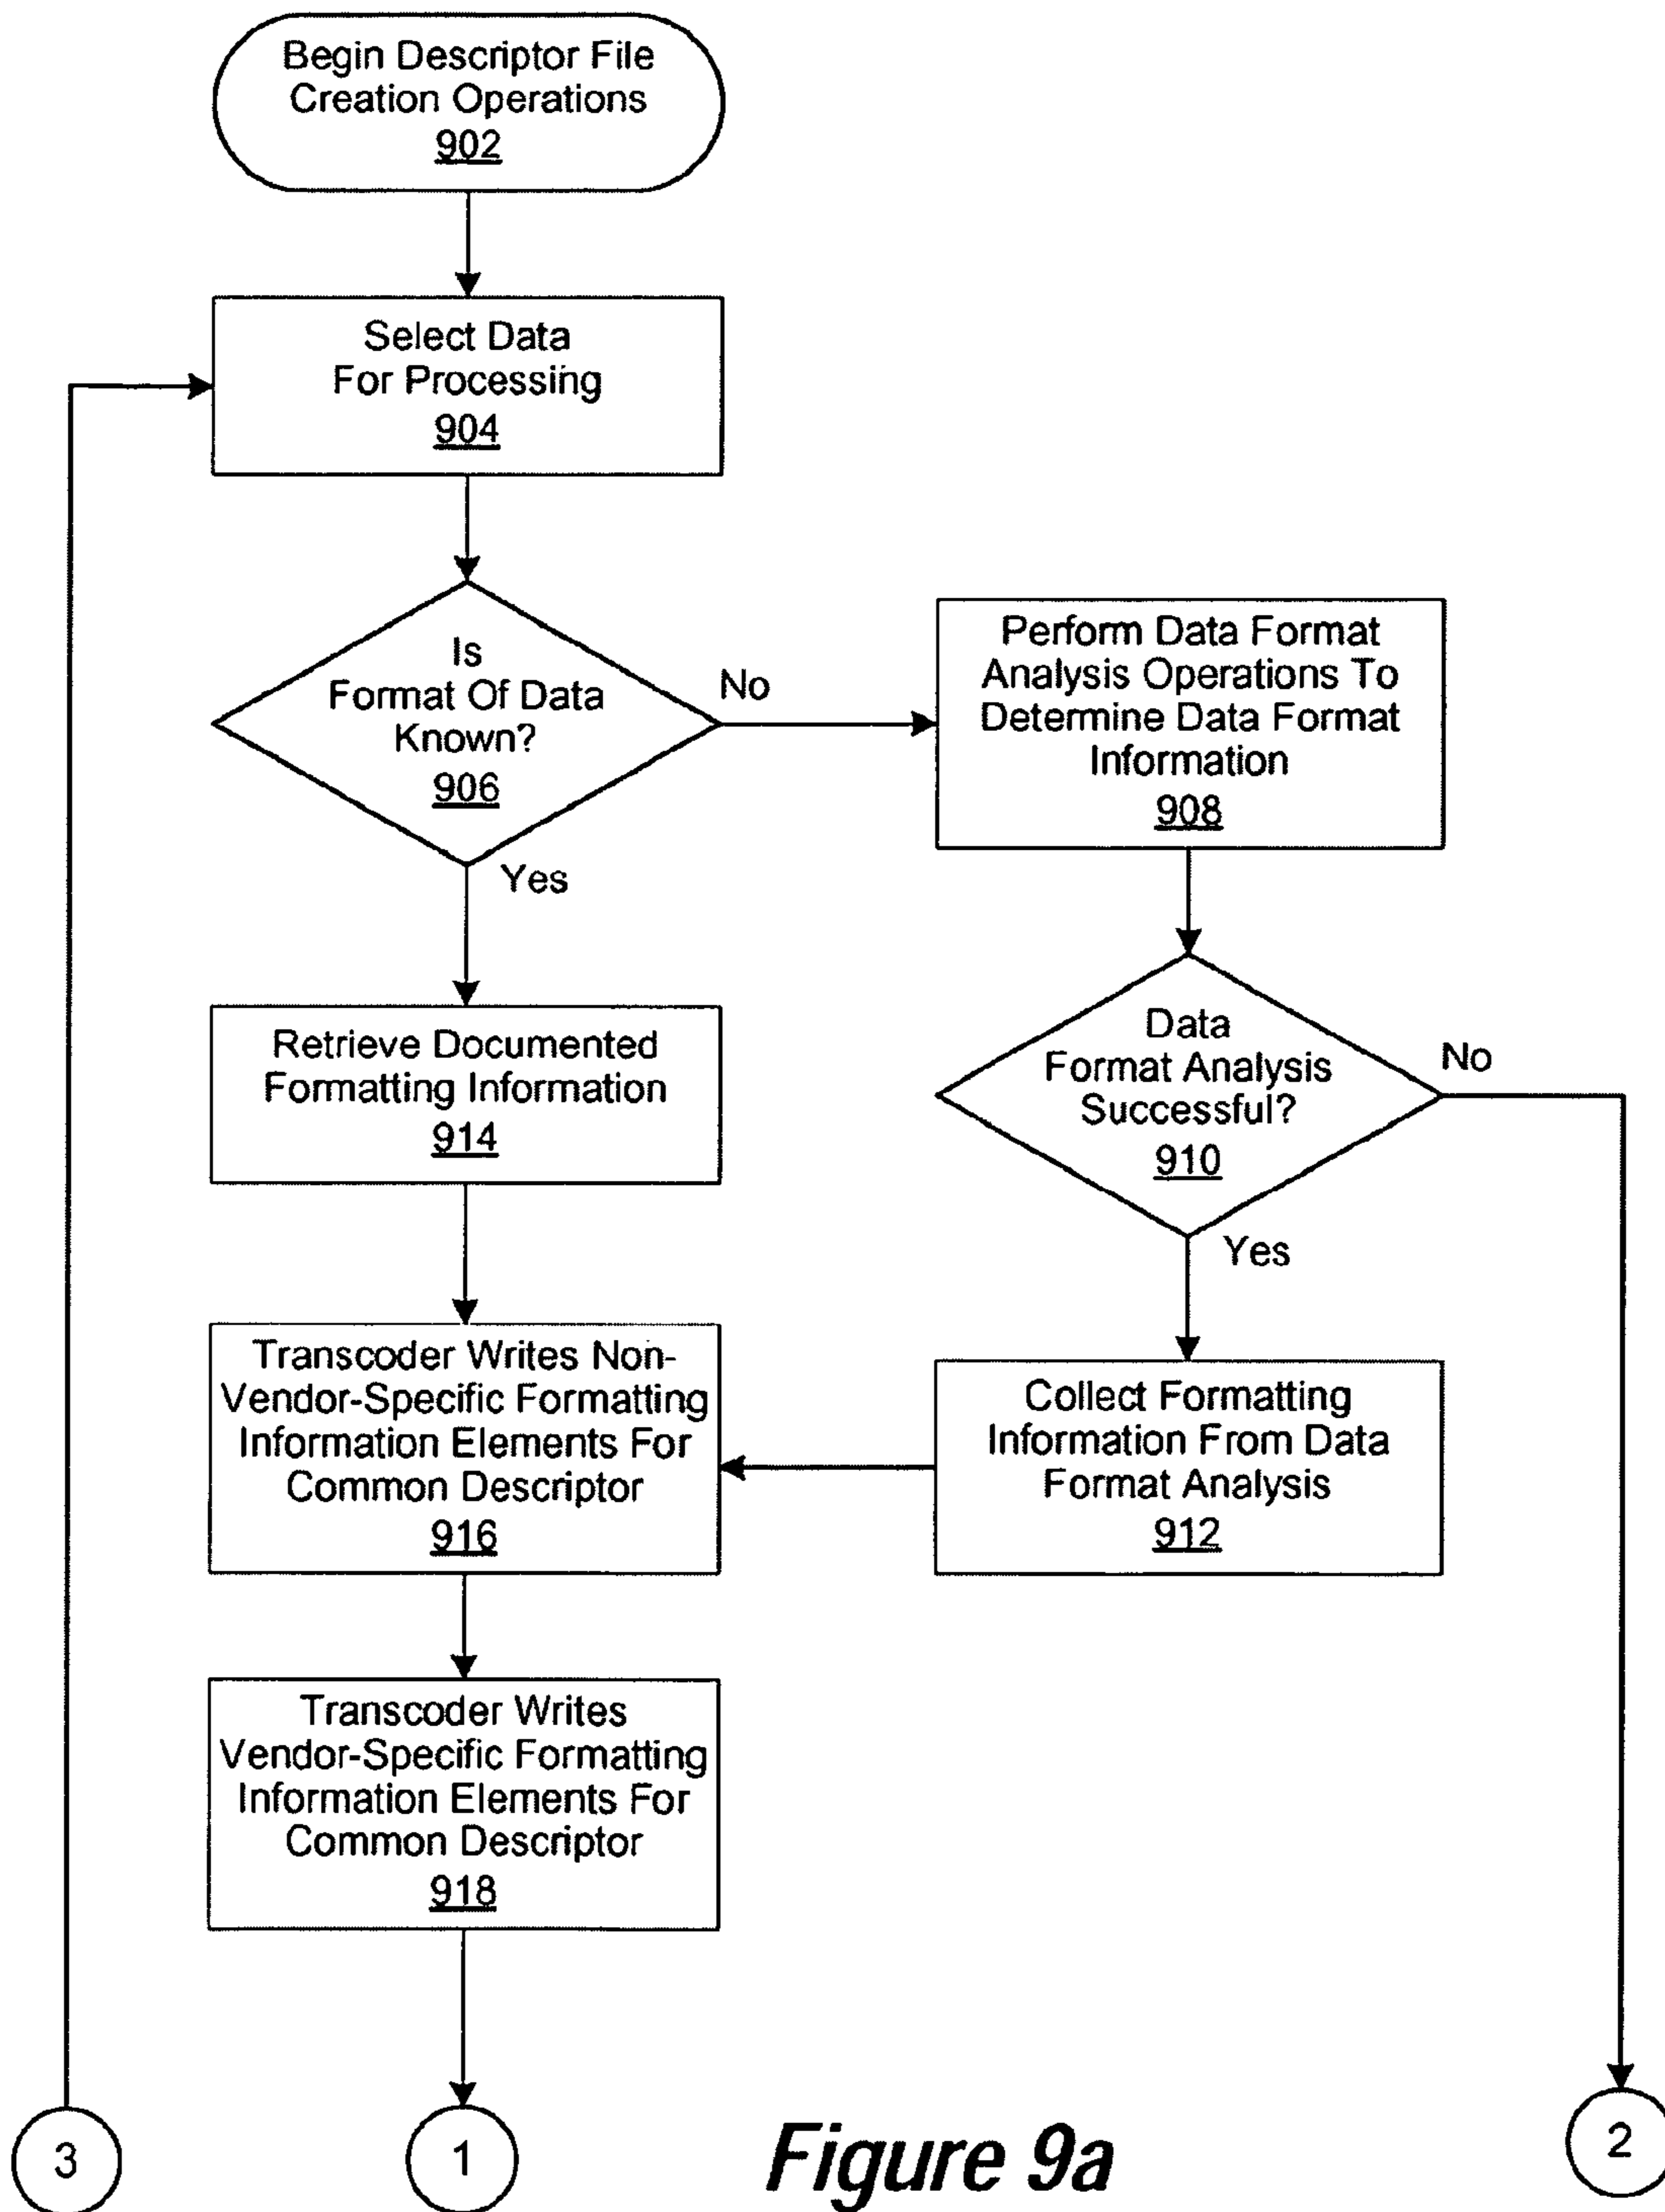 Begin Descriptor File
Creation Operations
902
Select Data
For Processing
904
Is
Format Of Data
Known?
906
No
Yes
Perform Data Format
Analysis Operations To
Determine Data Format
Information
908
Data
Format Analysis
Successful?
910
No
Yes
Retrieve Documented
Formatting Information
914
Transcoder Writes Non-
Vendor-Specific Formatting
Information Elements For
Common Descriptor
916
Collect Formatting
Information From Data
Format Analysis
912
Transcoder Writes
Vendor-Specific Formatting
Information Elements For
Common Descriptor
918
3
1
Figure 9a
2